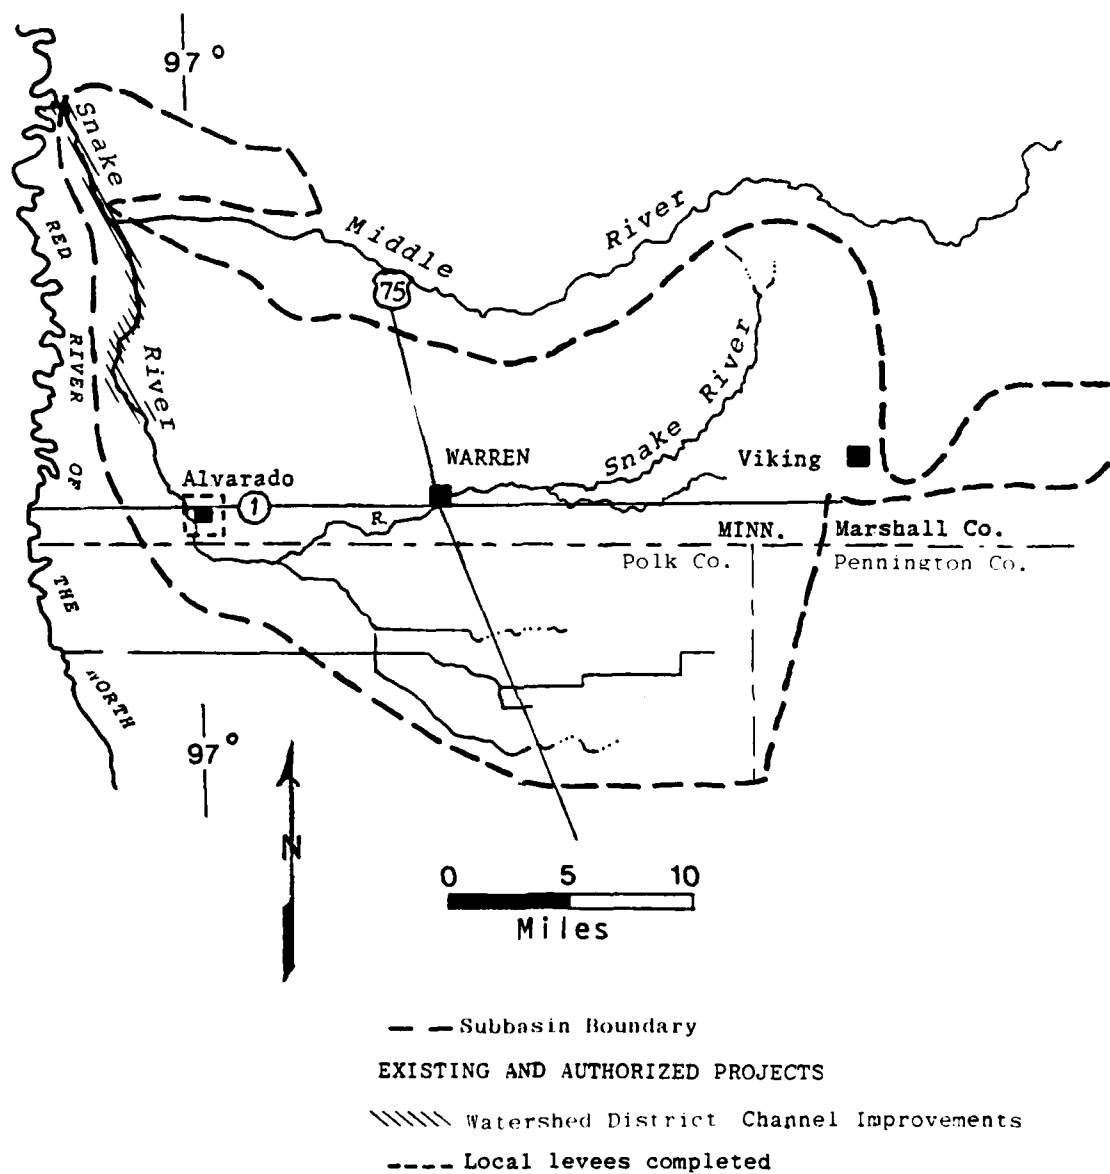 97°
Snake
River
Middle
River
75
RED
RIVER
OF
THE
NORTH
Snake River
WARREN
Viking
Alvarado
1
R.
MINN.
Marshall Co.
Polk Co.
Pennington Co.
97°
N
0 5 10
Miles
Subbasin Boundary
EXISTING AND AUTHORIZED PROJECTS
Watershed District Channel Improvements
Local levees completed